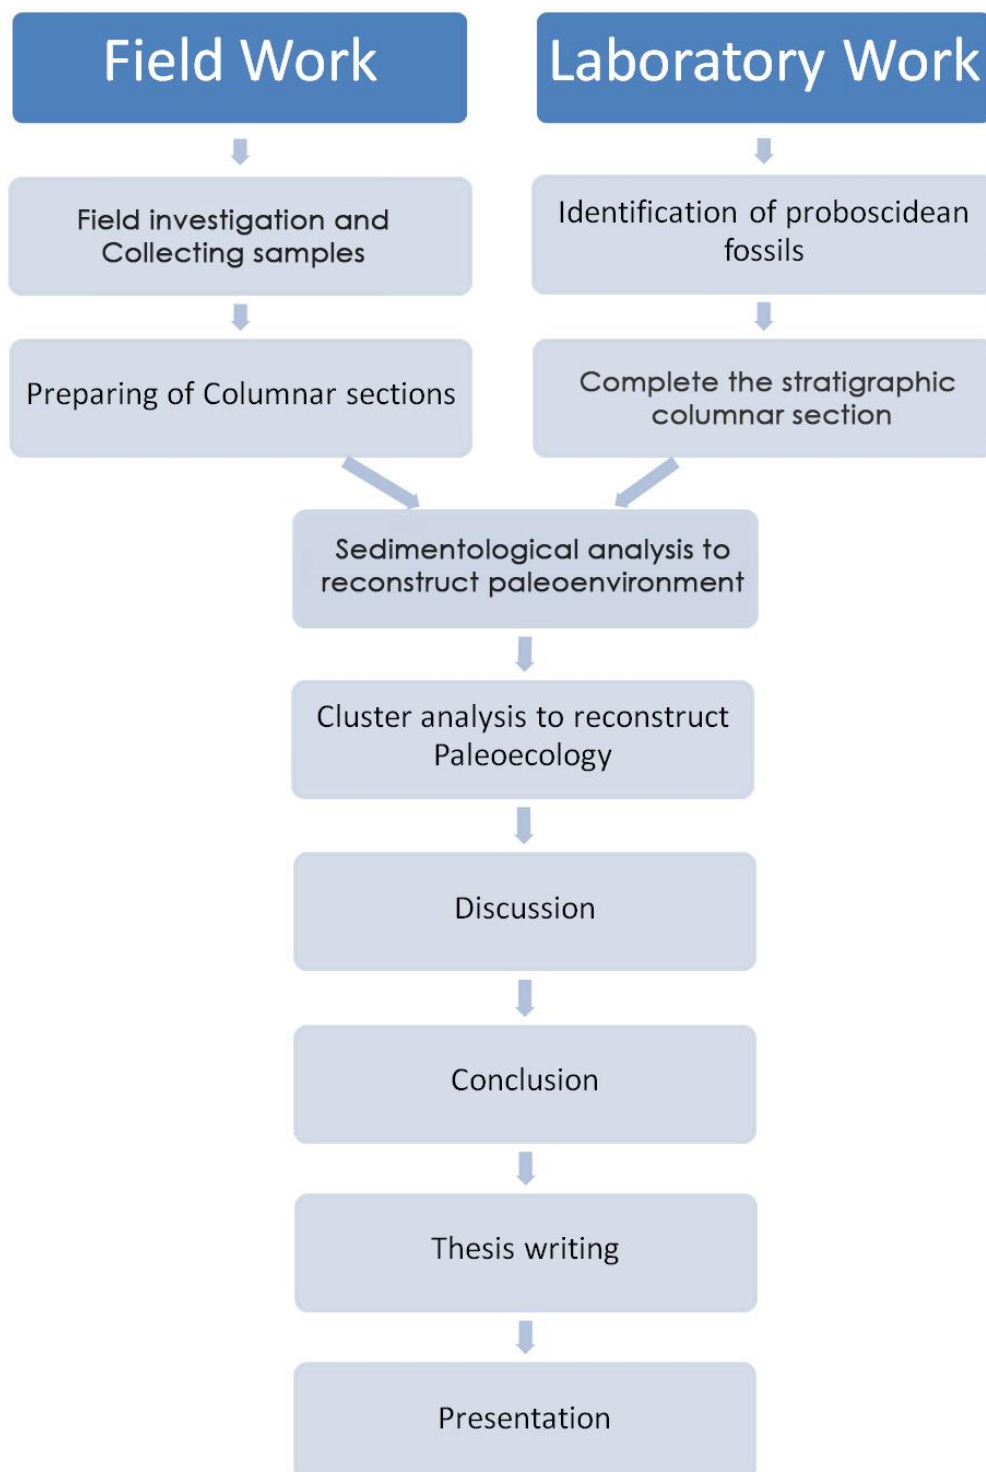 Field Work
Laboratory Work
Field investigation and
Collecting samples
Identification of proboscidean
fossils
Preparing of Columnar sections
Complete the stratigraphic
columnar section
Sedimentological analysis to
reconstruct paleoenvironment
Cluster analysis to reconstruct
Paleoecology
Discussion
Conclusion
Thesis writing
Presentation